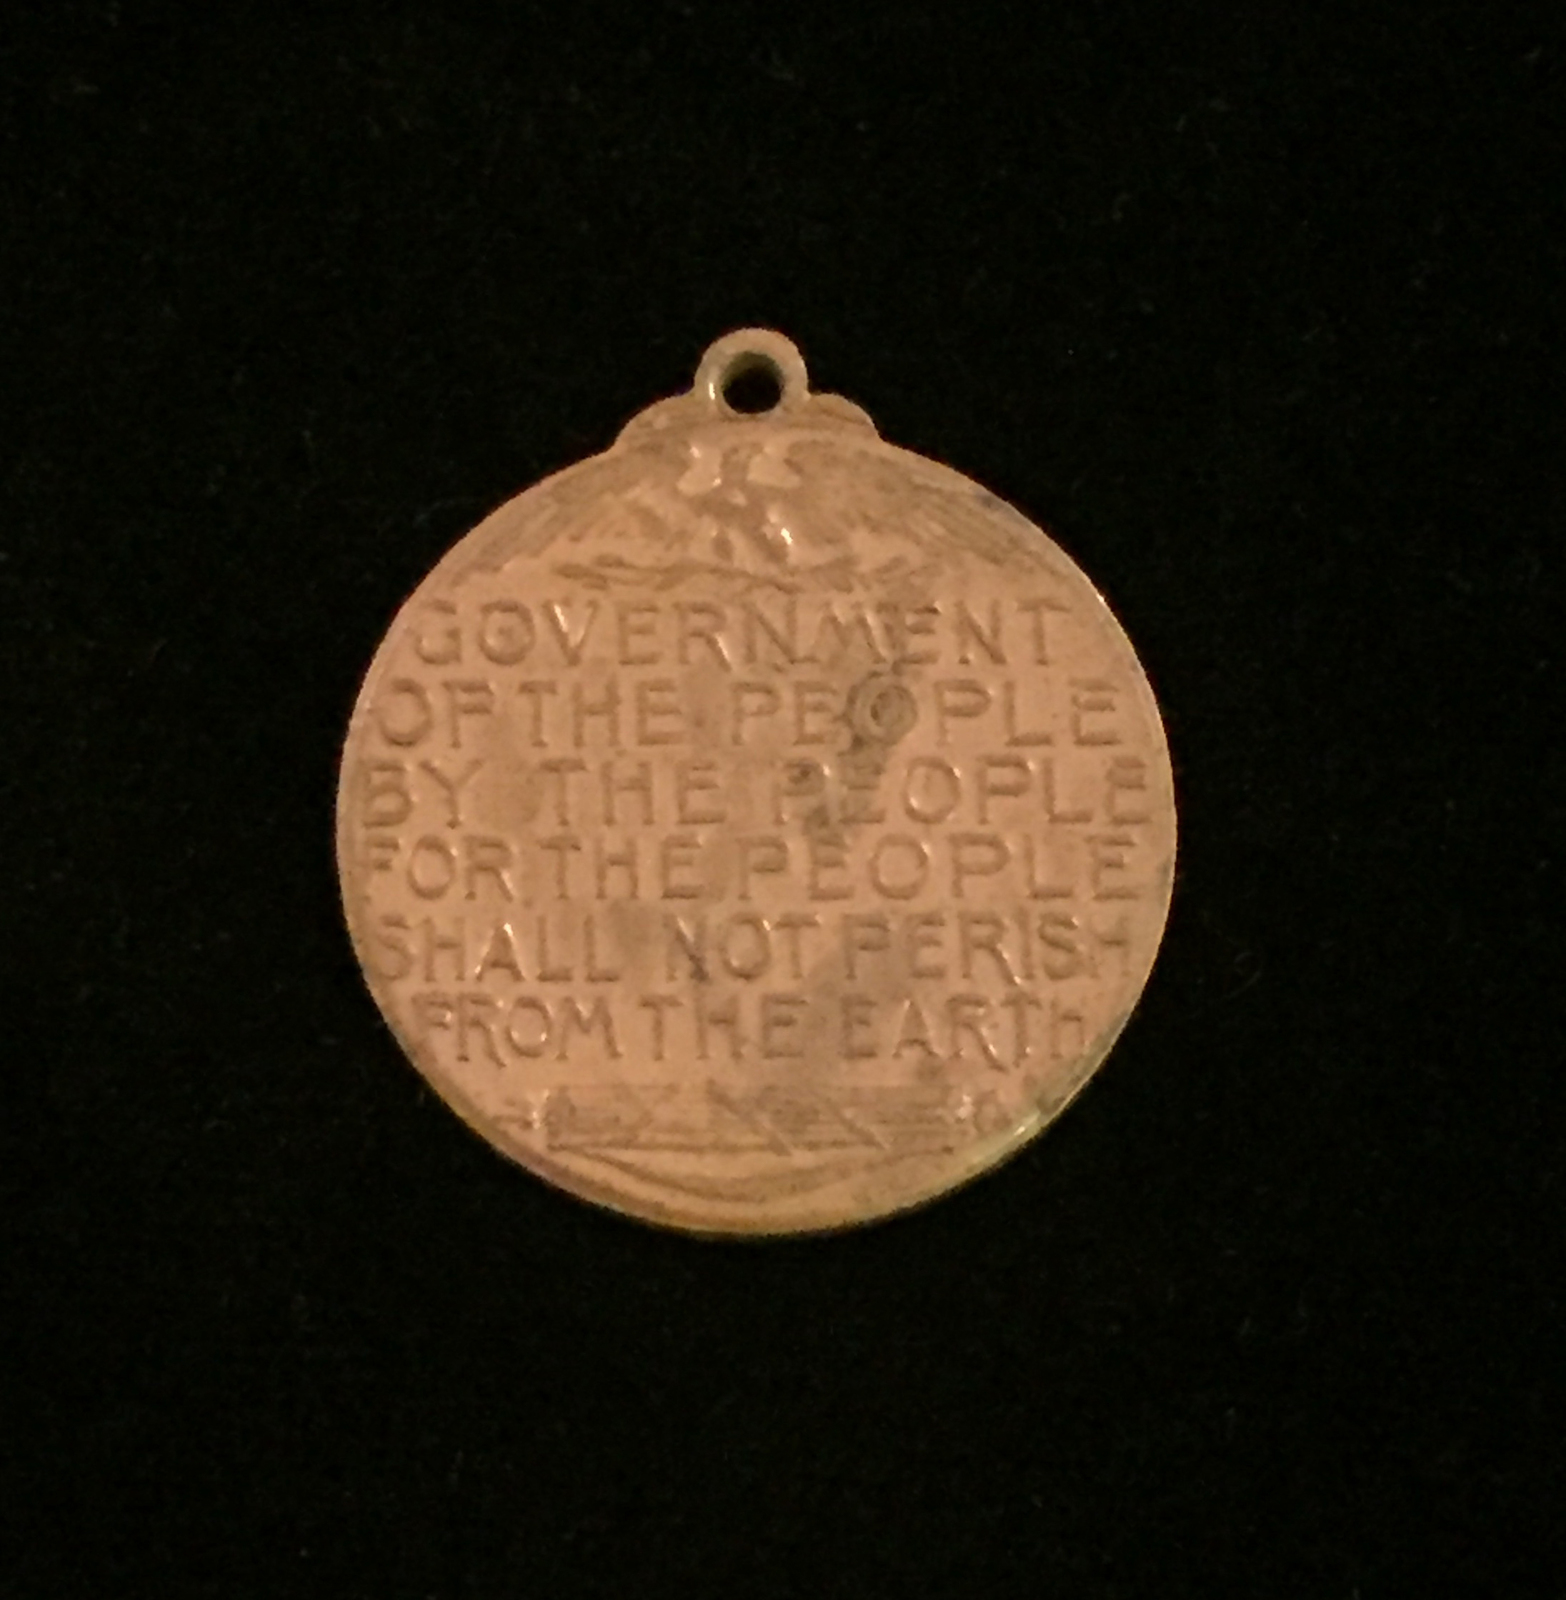 GOVERNMENT
OF THE PEOPLE
BY THE PEOPLE
FOR THE PEOPLE
SHALL NOT PERISH
FROM THE EARTH